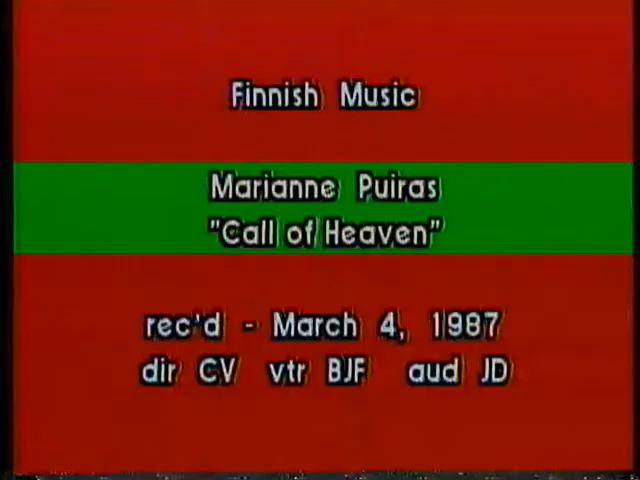 Finnish Music
Marianne Puiras
"Call of Heaven"
rec'd - March 4, 1987
dir CV vtr BJF aud JD